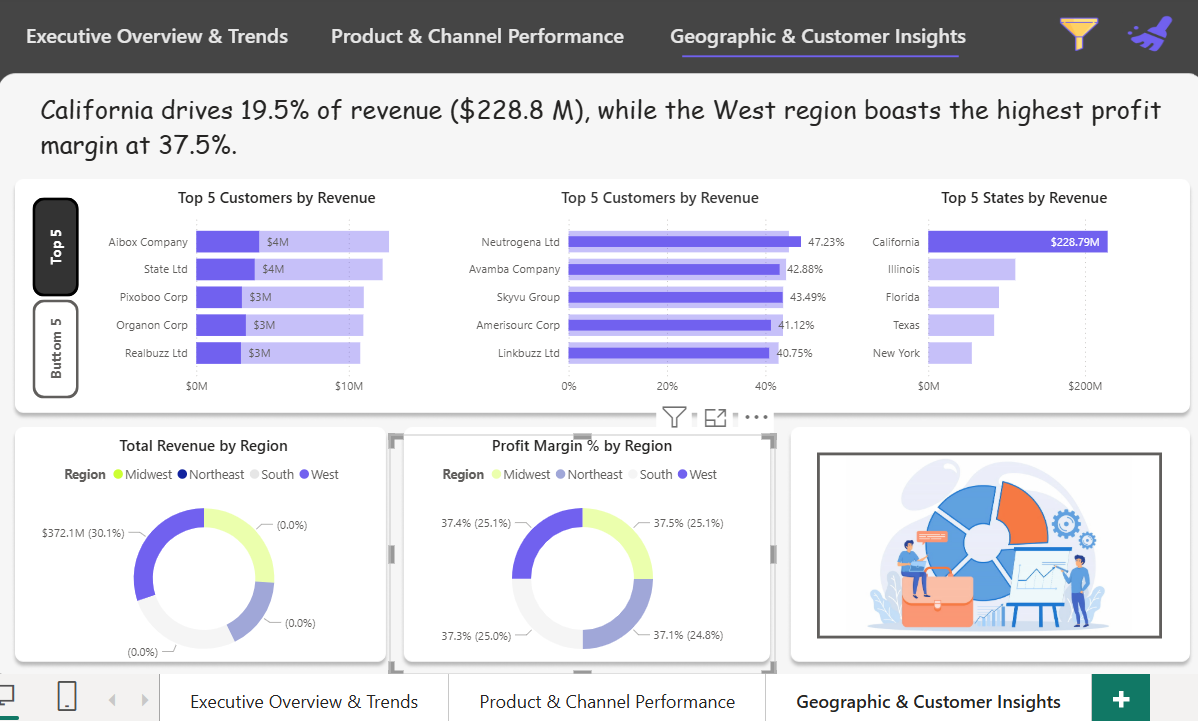 Executive Overview & Trends
Product & Channel Performance
Geographic & Customer Insights
California drives 19.5% of revenue ($228.8 M), while the West region boasts the highest profit
margin at 37.5%.
Top 5
Buttom 5
Top 5 Customers by Revenue
Aibox Company
$4M
State Ltd
$4M
Pixoboo Corp
$3M
Organon Corp
$3M
Realbuzz Ltd
$3M
$0M
$10M
Top 5 Customers by Revenue
Neutrogena Ltd
47.23%
Avamba Company
42.88%
Skyvu Group
43.49%
Amerisourc Corp
41.12%
Linkbuzz Ltd
40.75%
0%
20%
40%
Top 5 States by Revenue
California
$228.79M
Illinois
Florida
Texas
New York
$0M
$200M
Total Revenue by Region
Region Midwest Northeast South West
$372.1M (30.1%)
(0.0%)
(0.0%)
(0.0%)
Profit Margin % by Region
Region Midwest Northeast South West
37.4% (25.1%)
37.5% (25.1%)
37.3% (25.0%)
37.1% (24.8%)
Executive Overview & Trends
Product & Channel Performance
Geographic & Customer Insights